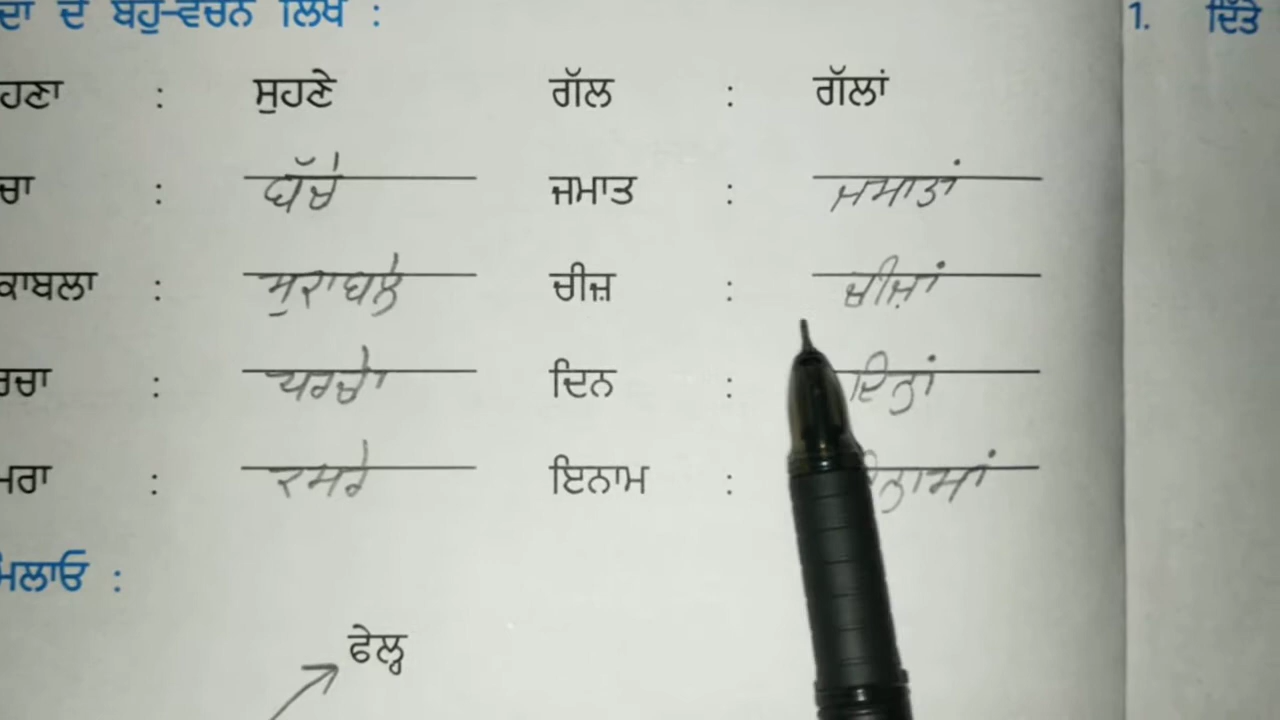 ਦਾਂ ਦੇ ਬਹੁ-ਵਚਨ ਲਿਖੋ : 1. ਦਿੱਤੇ
ਹਣਾ : ਸੁਹਣੇ ਗੱਲ : ਗੱਲਾਂ
ਚਾ : ਬੱਚੇ ਜਮਾਤ : ਜਮਾਤਾਂ
ਕਾਬਲਾ : ਮੁਕਾਬਲੇ ਚੀਜ਼ : ਚੀਜ਼ਾਂ
ਰਚਾ : ਪਰਚੇ ਦਿਨ : ਦਿਨਾਂ
ਮਰਾ : ਕਮਰੇ ਇਨਾਮ : ਇਨਾਮਾਂ
ਮਿਲਾਓ :
ਫੇਲ੍ਹ